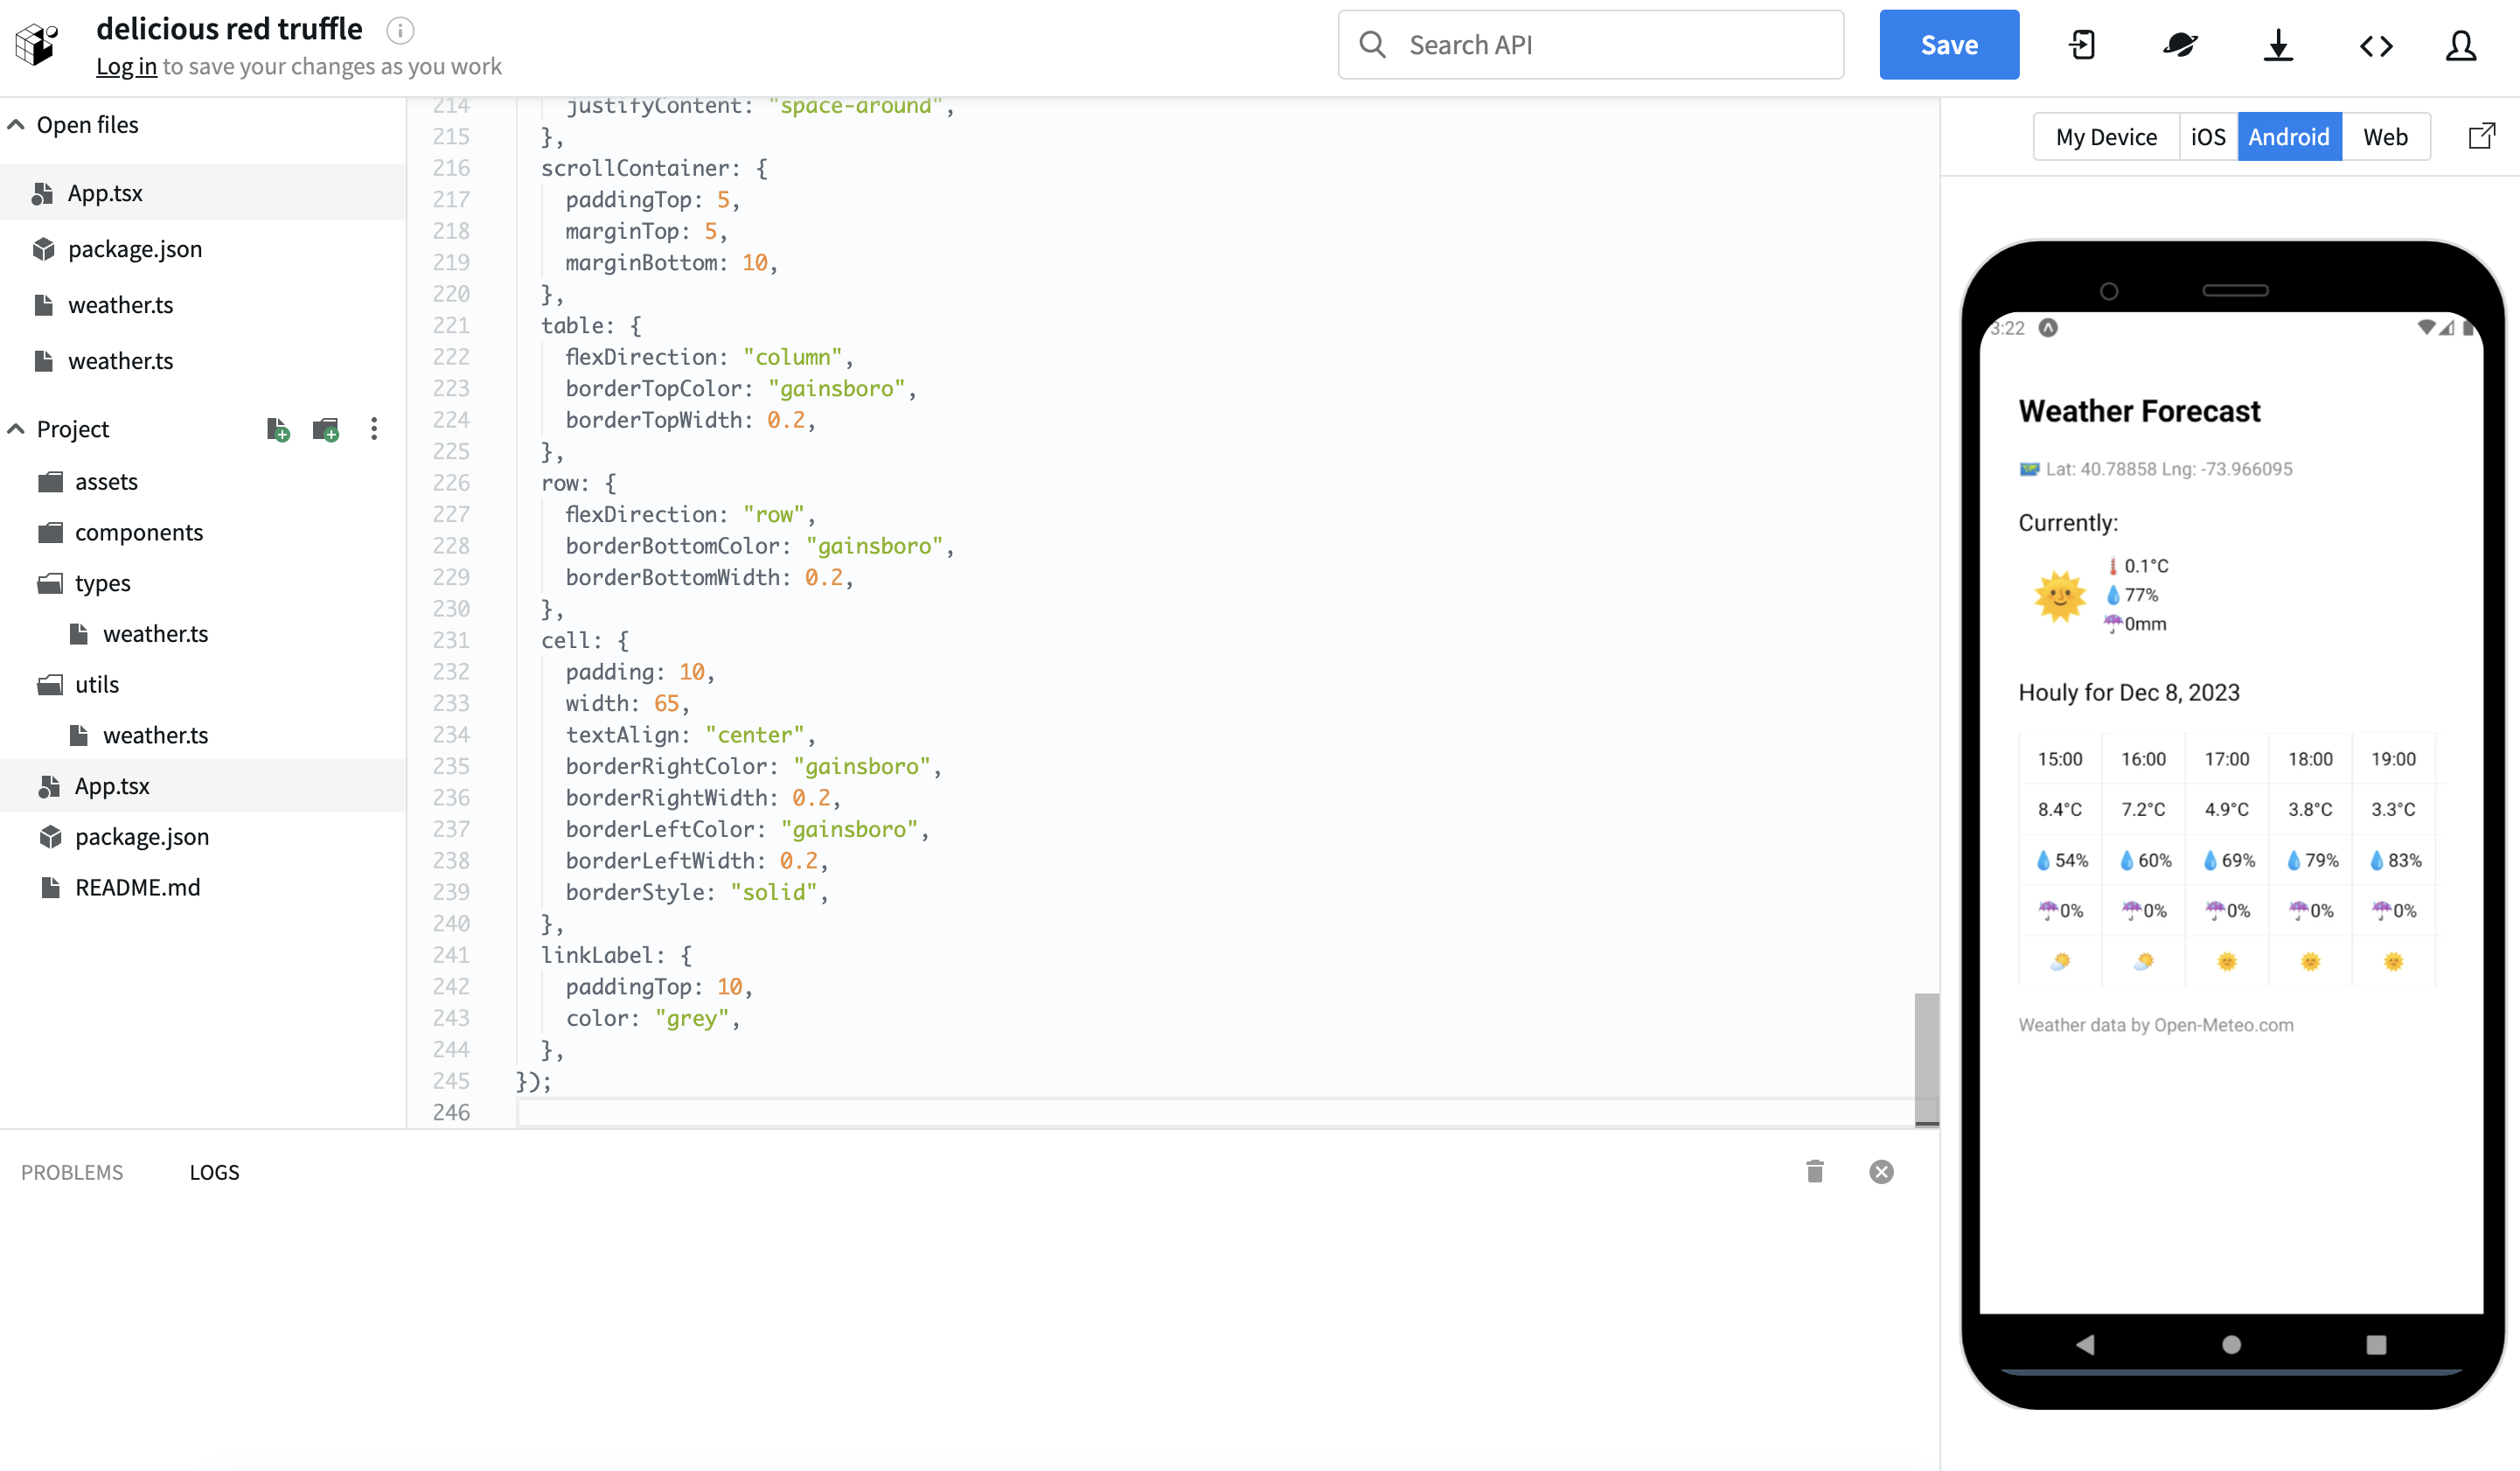 delicious red truffle
Log in to save your changes as you work
Search API
Save
Open files
App.tsx
package.json
weather.ts
weather.ts
Project
assets
components
types
weather.ts
utils
weather.ts
App.tsx
package.json
README.md
214 justifyContent: "space-around",
215 },
216 scrollContainer: {
217 paddingTop: 5,
218 marginTop: 5,
219 marginBottom: 10,
220 },
221 table: {
222 flexDirection: "column",
223 borderTopColor: "gainsboro",
224 borderTopWidth: 0.2,
225 },
226 row: {
227 flexDirection: "row",
228 borderBottomColor: "gainsboro",
229 borderBottomWidth: 0.2,
230 },
231 cell: {
232 padding: 10,
233 width: 65,
234 textAlign: "center",
235 borderRightColor: "gainsboro",
236 borderRightWidth: 0.2,
237 borderLeftColor: "gainsboro",
238 borderLeftWidth: 0.2,
239 borderStyle: "solid",
240 },
241 linkLabel: {
242 paddingTop: 10,
243 color: "grey",
244 },
245 });
246
PROBLEMS LOGS
My Device iOS Android Web
3:22
Weather Forecast
Lat: 40.78858 Lng: -73.966095
Currently:
0.1°C
77%
0mm
Houly for Dec 8, 2023
15:00 16:00 17:00 18:00 19:00
8.4°C 7.2°C 4.9°C 3.8°C 3.3°C
54% 60% 69% 79% 83%
0% 0% 0% 0% 0%
Weather data by Open-Meteo.com